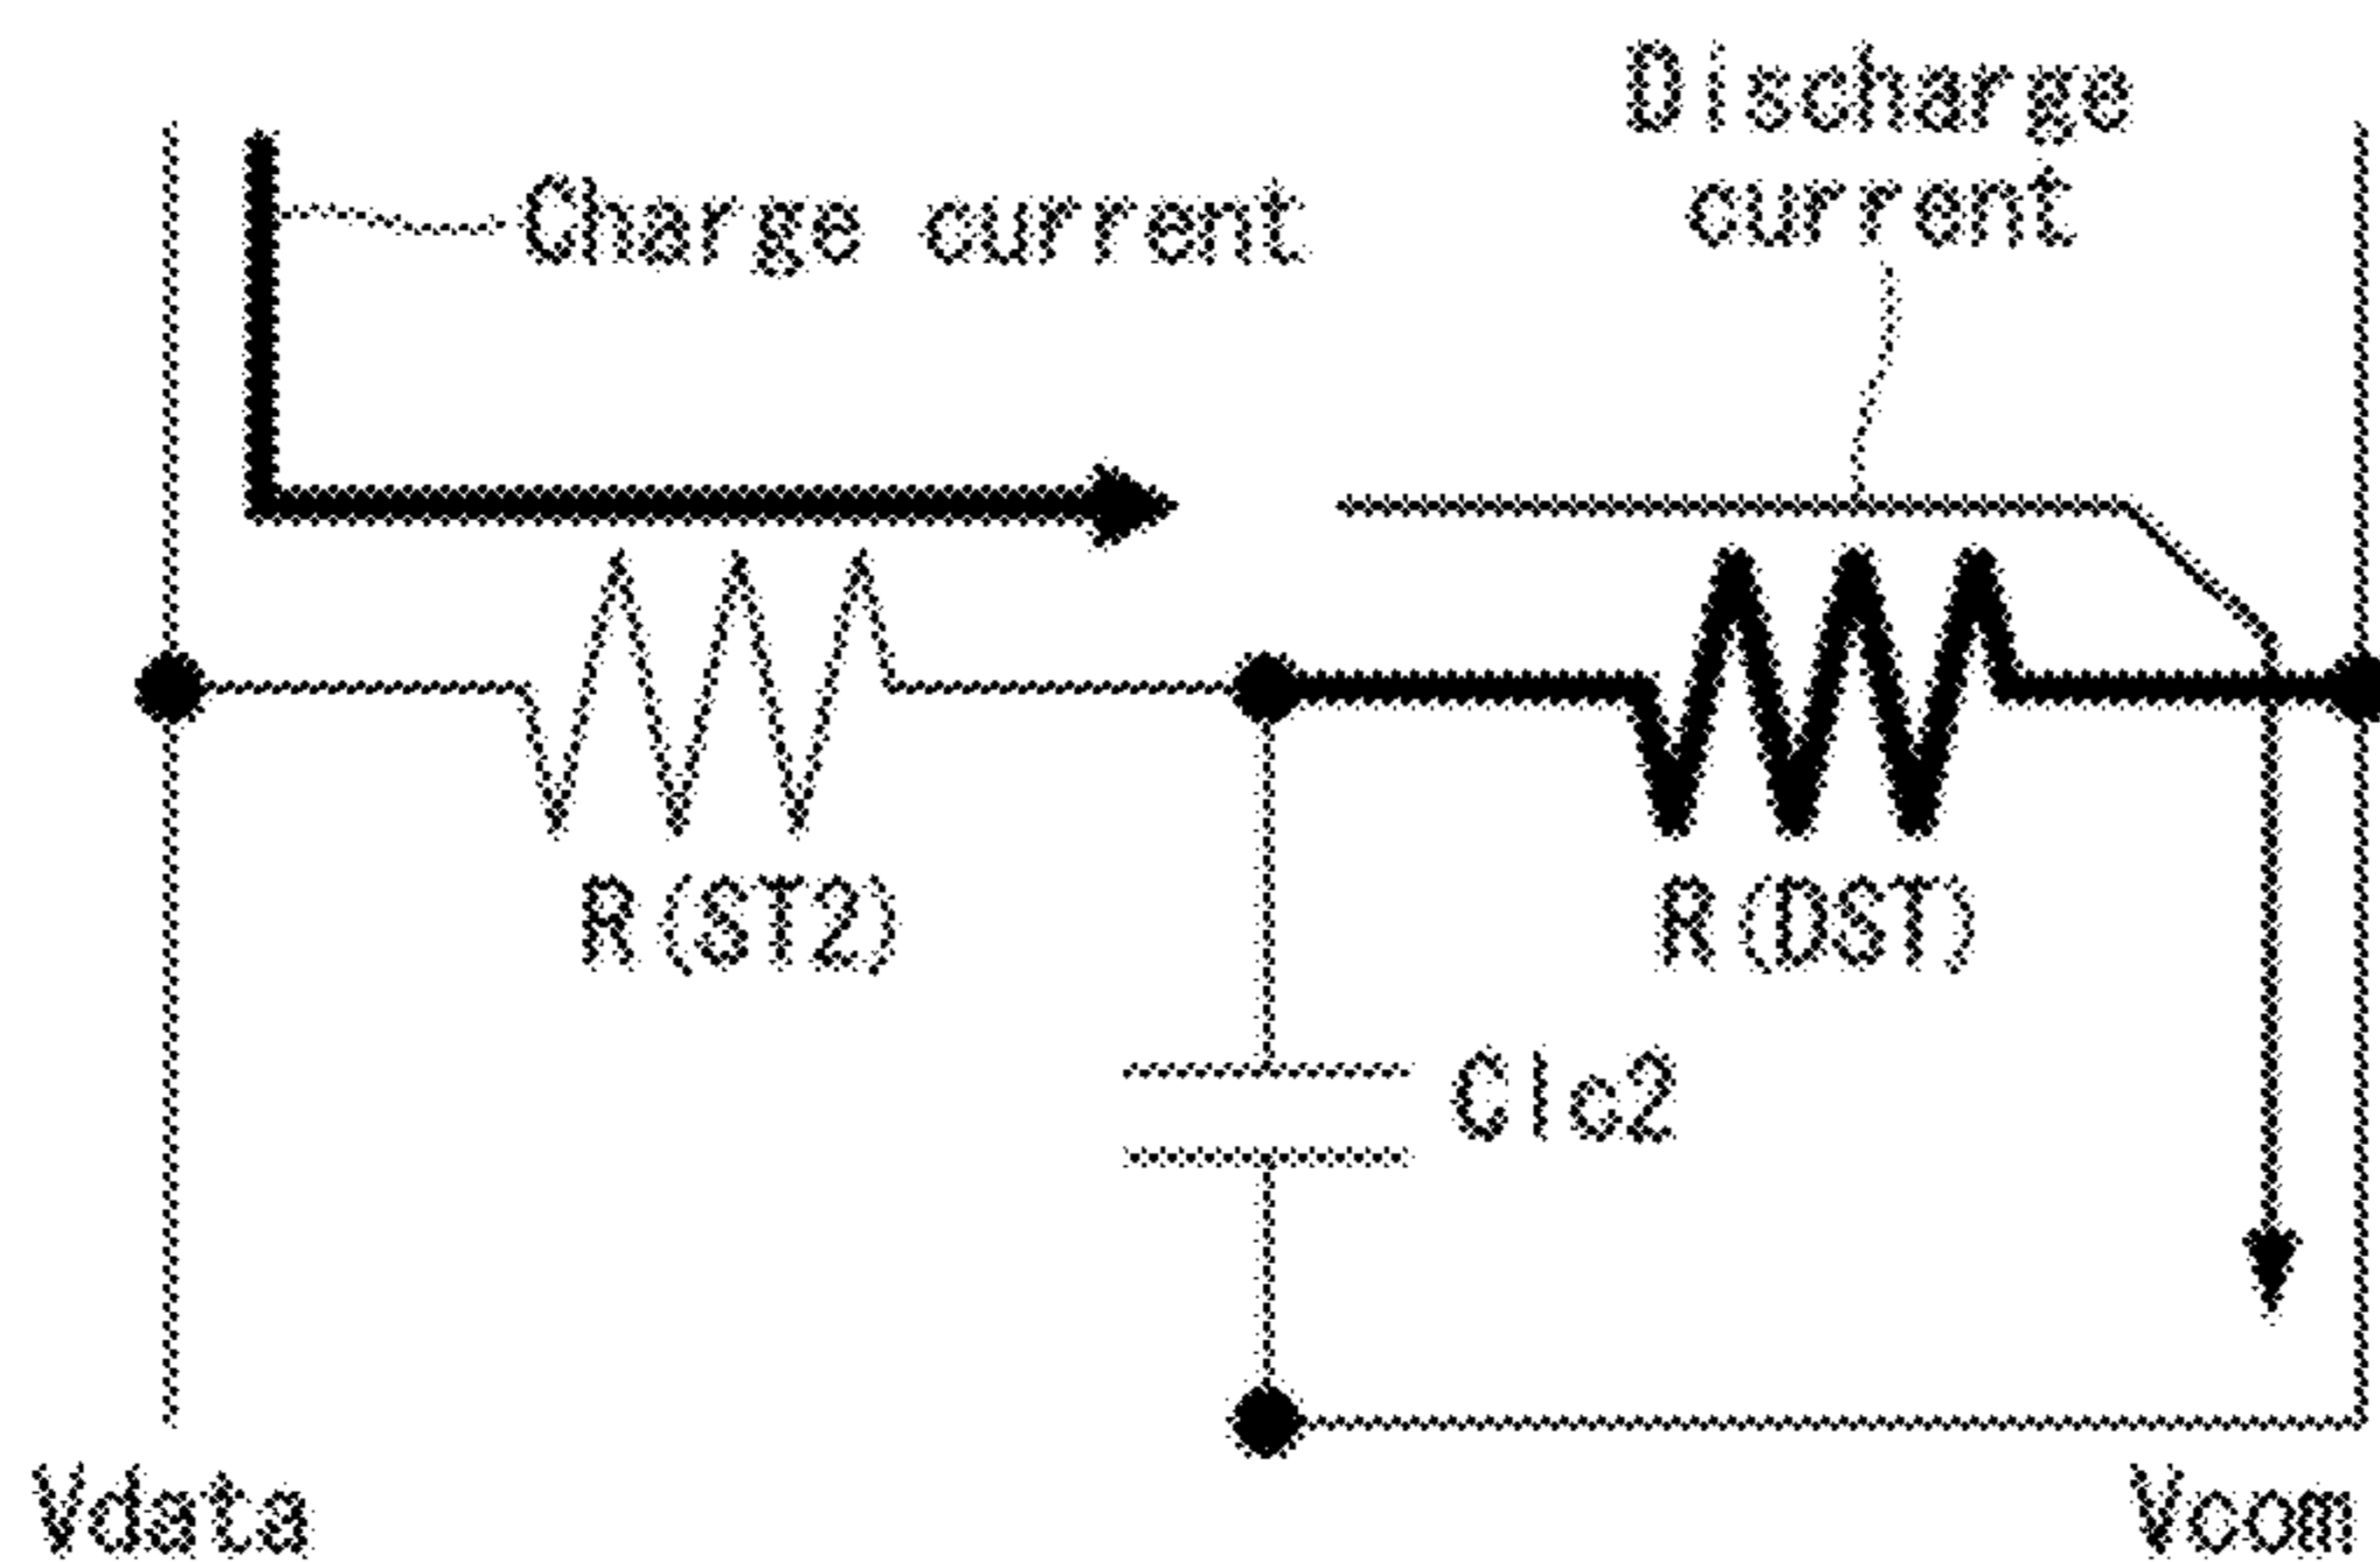 Discharge
current
Charge current
R(ST2)
R(DST)
Clc2
Vdata
Vcom